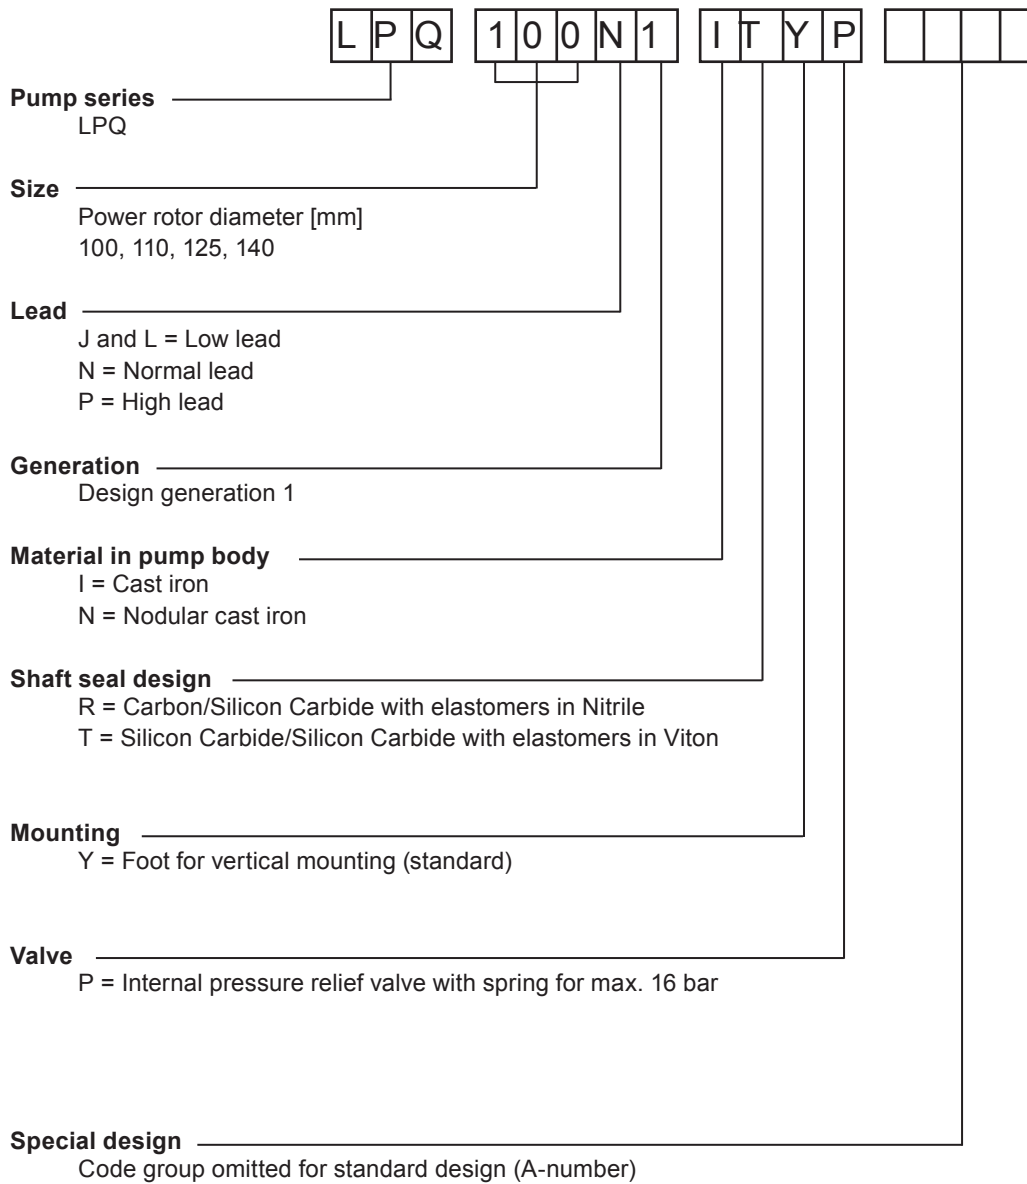 LPQ 100N1 ITYP
Pump series
LPQ
Size
Power rotor diameter [mm]
100, 110, 125, 140
Lead
J and L = Low lead
N = Normal lead
P = High lead
Generation
Design generation 1
Material in pump body
I = Cast iron
N = Nodular cast iron
Shaft seal design
R = Carbon/Silicon Carbide with elastomers in Nitrile
T = Silicon Carbide/Silicon Carbide with elastomers in Viton
Mounting
Y = Foot for vertical mounting (standard)
Valve
P = Internal pressure relief valve with spring for max. 16 bar
Special design
Code group omitted for standard design (A-number)